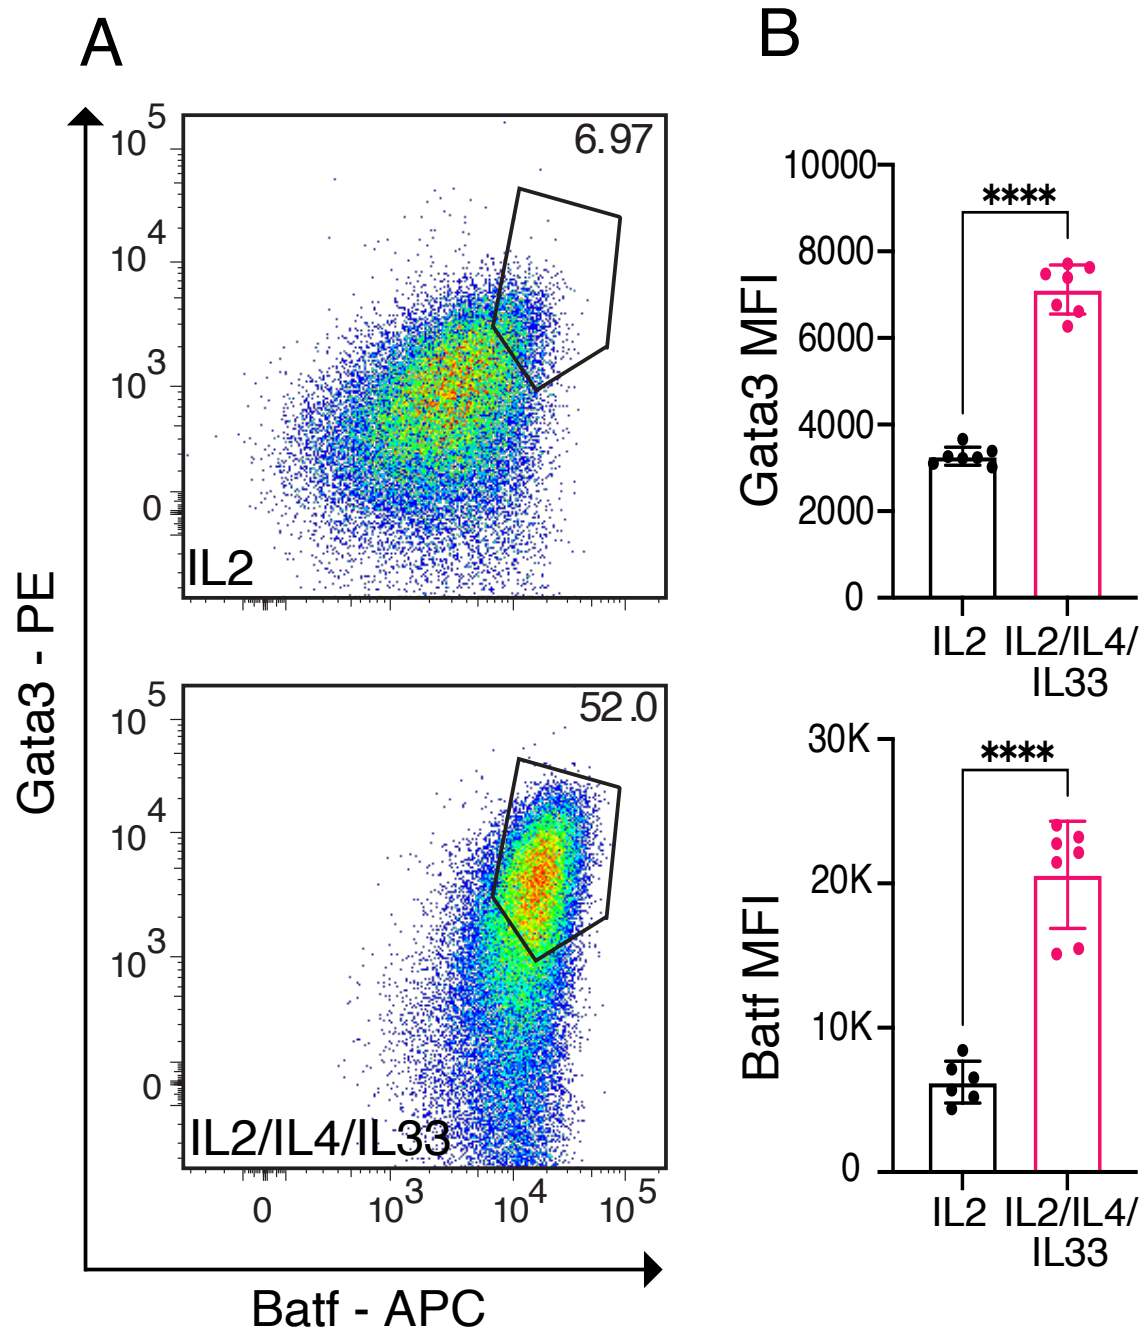 A
B
Gata3 - PE
10^5
10^4
10^3
0
6.97
IL2
10^5
10^4
10^3
0
52.0
IL2/IL4/IL33
0
10^3
10^4
10^5
Batf - APC
Gata3 MFI
10000
8000
6000
4000
2000
0
****
IL2
IL2/IL4/
IL33
Batf MFI
30K
20K
10K
0
****
IL2
IL2/IL4/
IL33